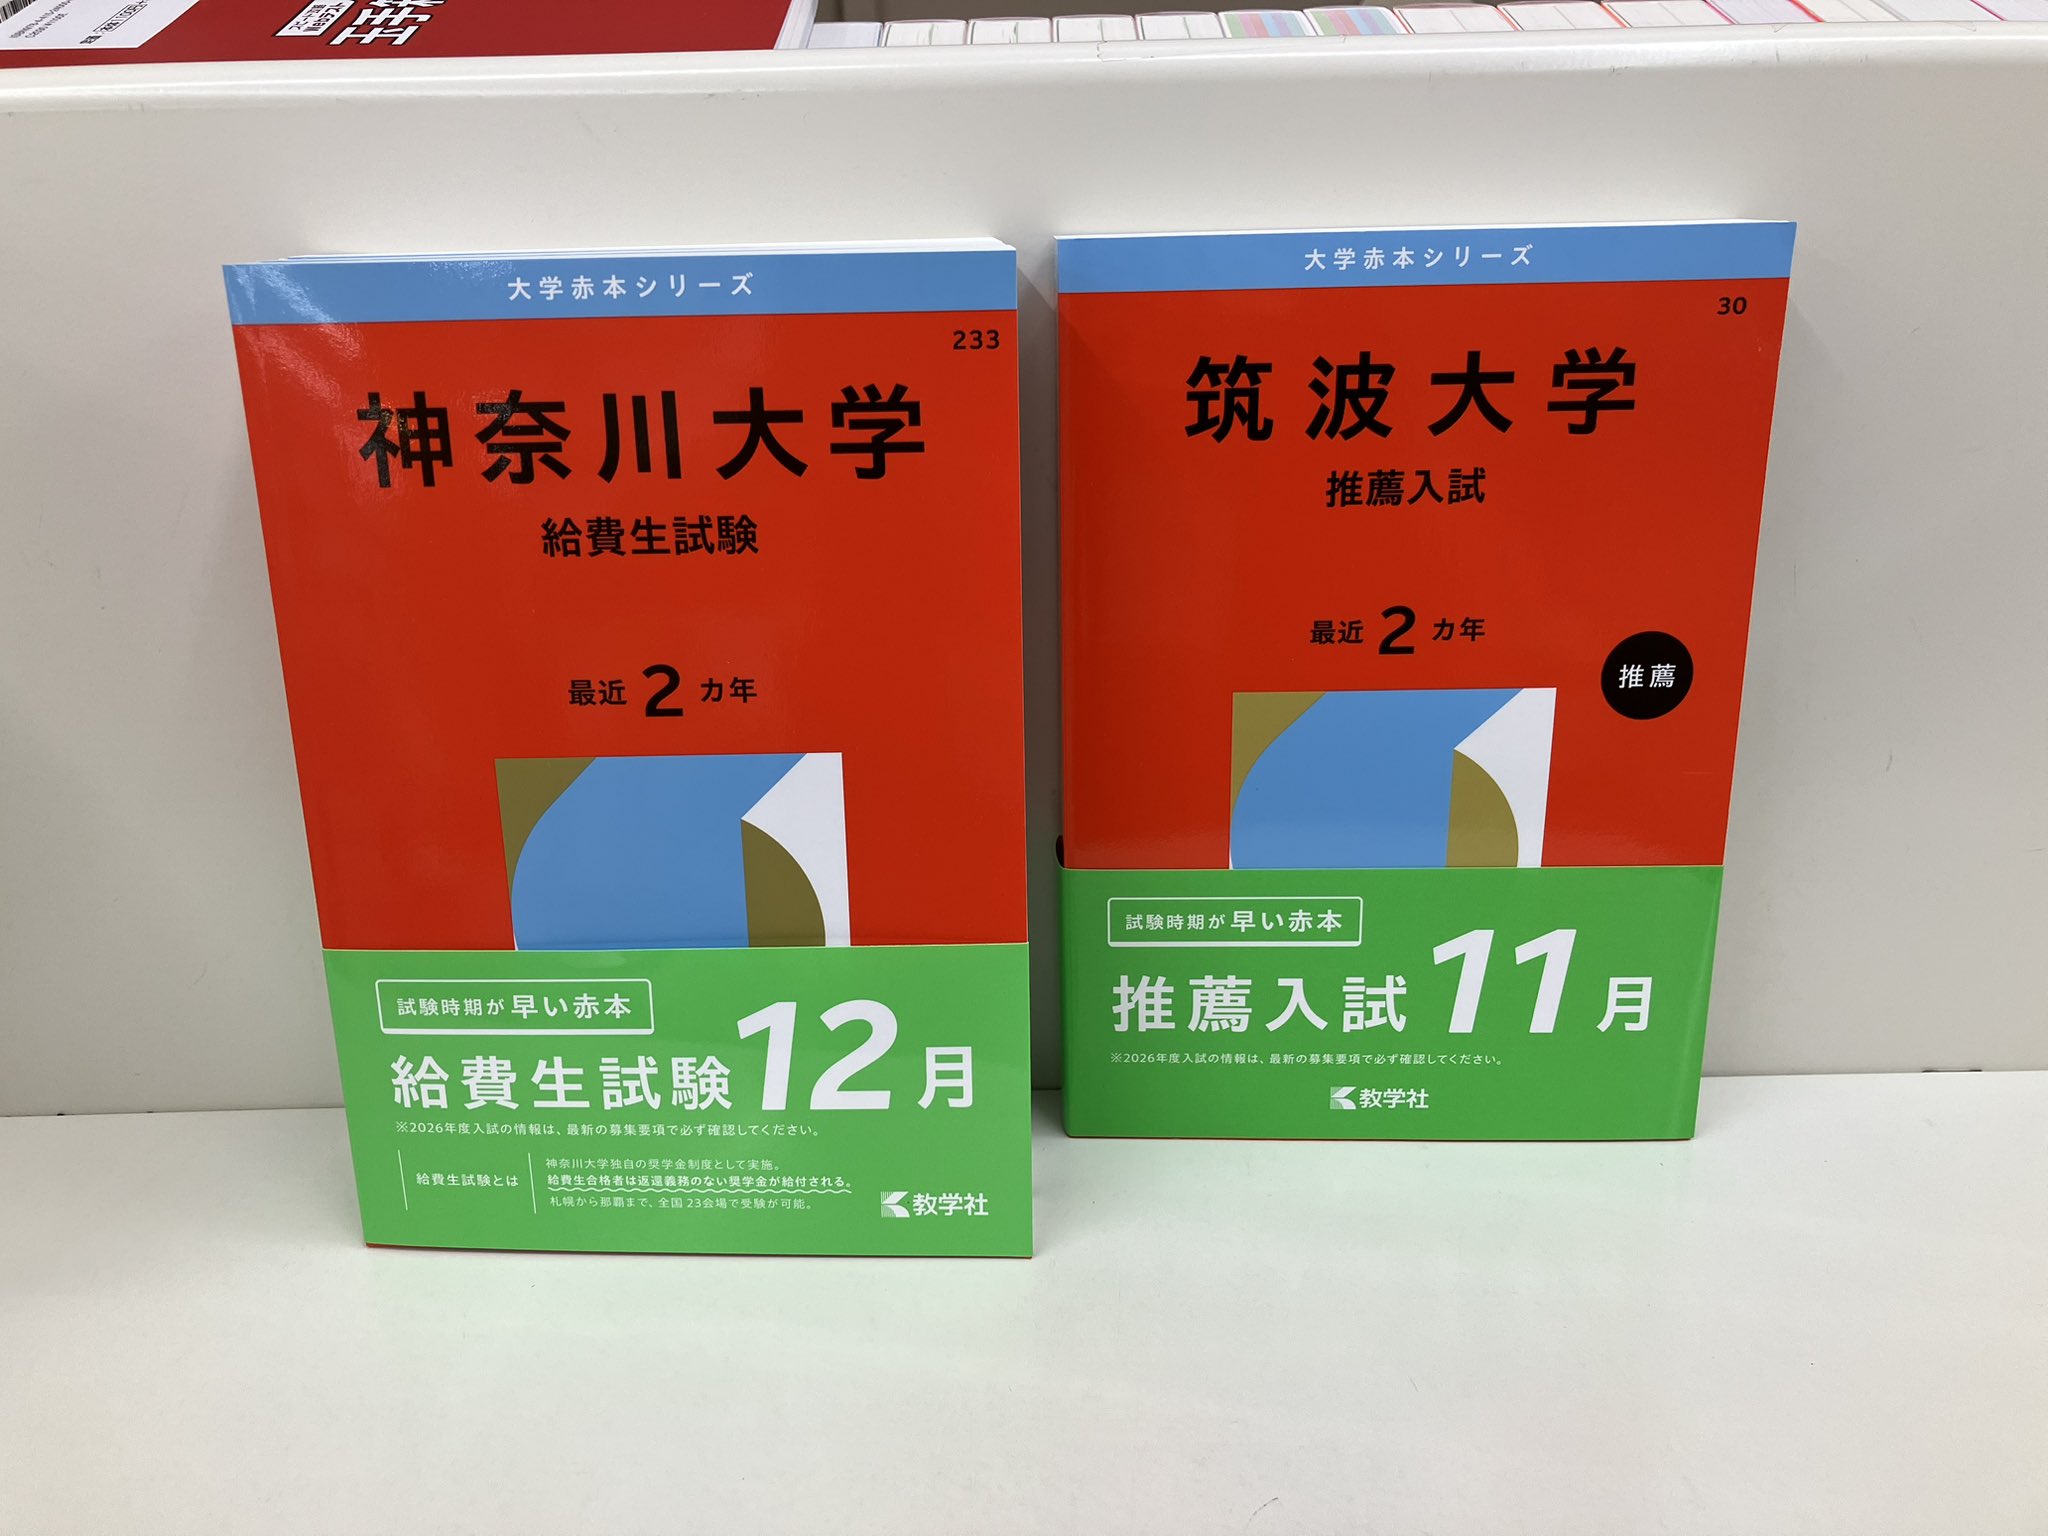 大学赤本シリーズ
233
神奈川大学
給費生試験
最近2カ年
試験時期が早い赤本
給費生試験12月
※2026年度入試の情報は、最新の募集要項で必ず確認してください。
給費生試験とは
神奈川大学独自の奨学金制度として実施。
給費生合格者は返還義務のない奨学金が給付される。
札幌から那覇まで、全国23会場で受験が可能。
教学社
大学赤本シリーズ
30
筑波大学
推薦入試
最近2カ年
推薦
試験時期が早い赤本
推薦入試11月
※2026年度入試の情報は、最新の募集要項で必ず確認してください。
教学社